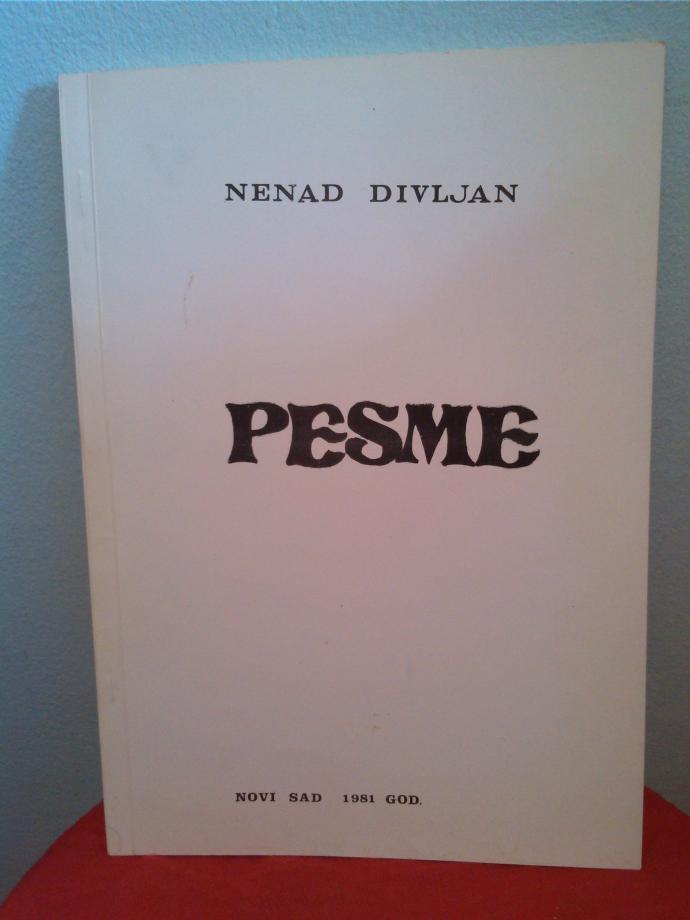 NENAD DIVLJAN
PESME
NOVI SAD 1981 GOD.